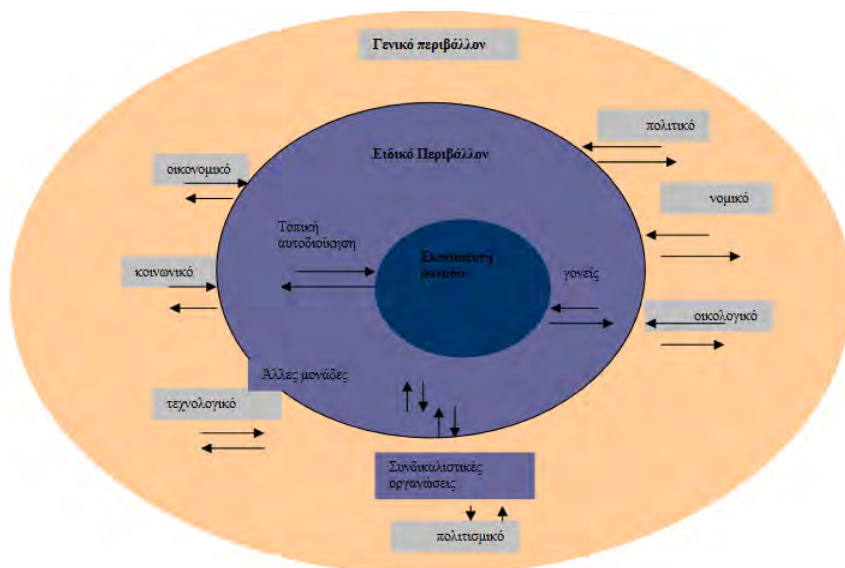 Γενικό περιβάλλον
πολιτικό
Ειδικό Περιβάλλον
οικονομικό
νομικό
Τοπική
αυτοδιοίκηση
κοινωνικό
γονείς
οικολογικό
Άλλες μονάδες
τεχνολογικό
Συνδικαλιστικές
οργανώσεις
πολιτισμικό